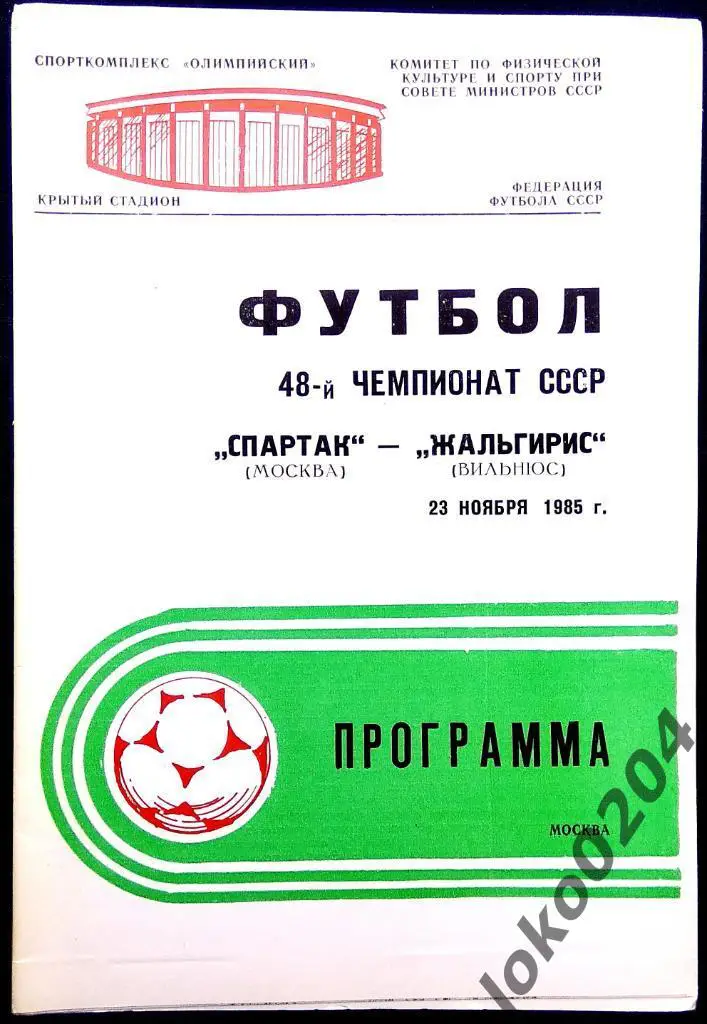 СПОРТКОМПЛЕКС «ОЛИМПИЙСКИЙ»
КОМИТЕТ ПО ФИЗИЧЕСКОЙ
КУЛЬТУРЕ И СПОРТУ ПРИ
СОВЕТЕ МИНИСТРОВ СССР
КРЫТЫЙ СТАДИОН
ФЕДЕРАЦИЯ
ФУТБОЛА СССР
ФУТБОЛ
48-й ЧЕМПИОНАТ СССР
„СПАРТАК“ — „ЖАЛЬГИРИС“
(МОСКВА) (ВИЛЬНЮС)
23 НОЯБРЯ 1985 г.
ПРОГРАММА
МОСКВА
loko0204